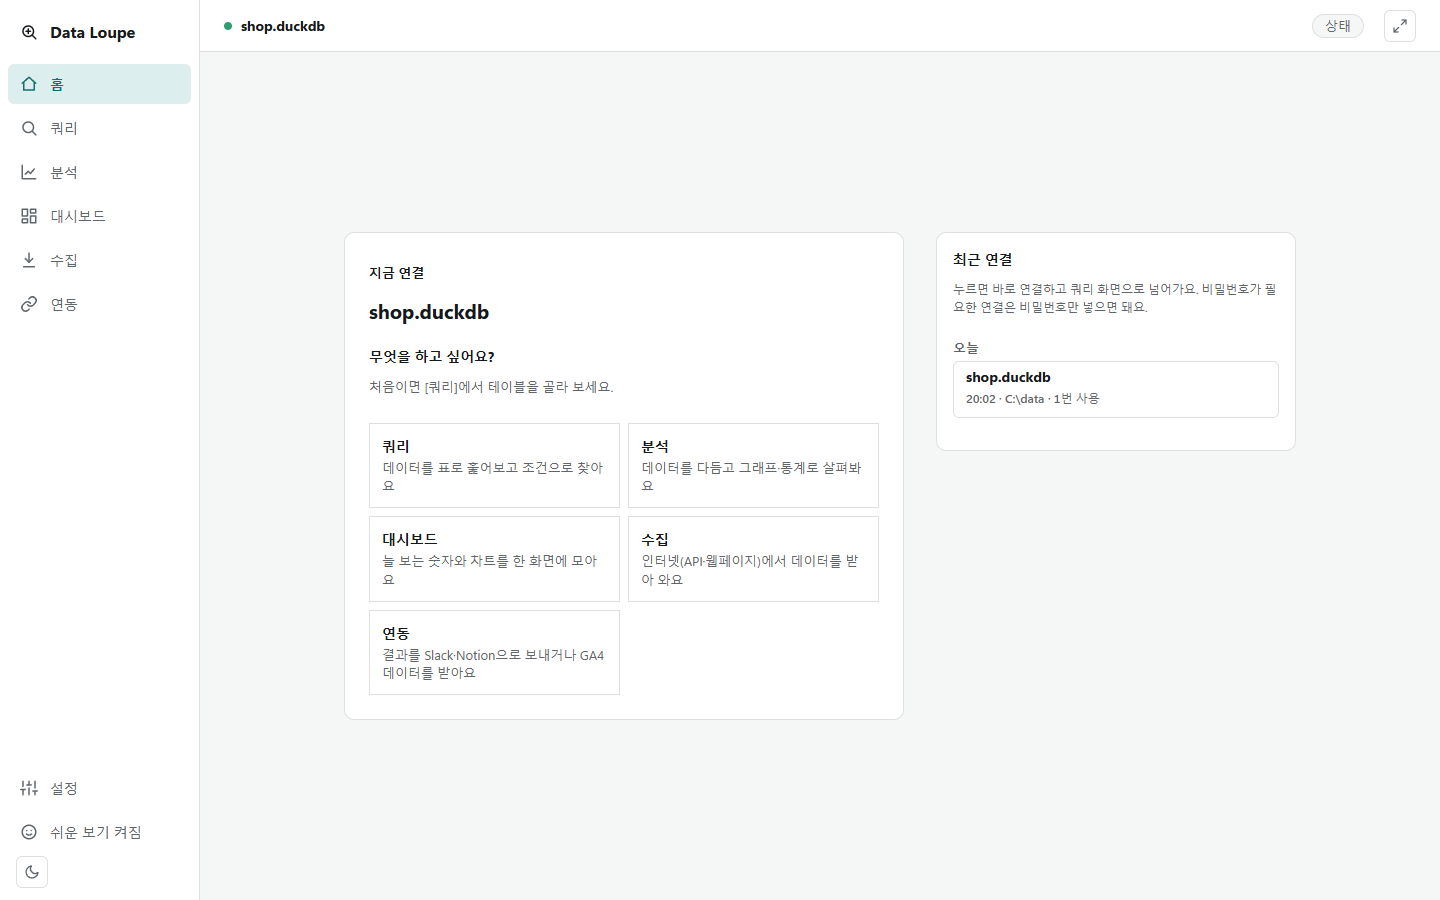 Data Loupe
홈
쿼리
분석
대시보드
수집
연동
설정
쉬운 보기 켜짐
shop.duckdb
상태
지금 연결
shop.duckdb
무엇을 하고 싶어요?
처음이면 [쿼리]에서 테이블을 골라 보세요.
쿼리
데이터를 표로 훑어보고 조건으로 찾아
요
분석
데이터를 다듬고 그래프·통계로 살펴봐
요
대시보드
늘 보는 숫자와 차트를 한 화면에 모아
요
수집
인터넷(API·웹페이지)에서 데이터를 받
아 와요
연동
결과를 Slack·Notion으로 보내거나 GA4
데이터를 받아요
최근 연결
누르면 바로 연결하고 쿼리 화면으로 넘어가요. 비밀번호가 필
요한 연결은 비밀번호만 넣으면 돼요.
오늘
shop.duckdb
20:02 · C:\data · 1번 사용